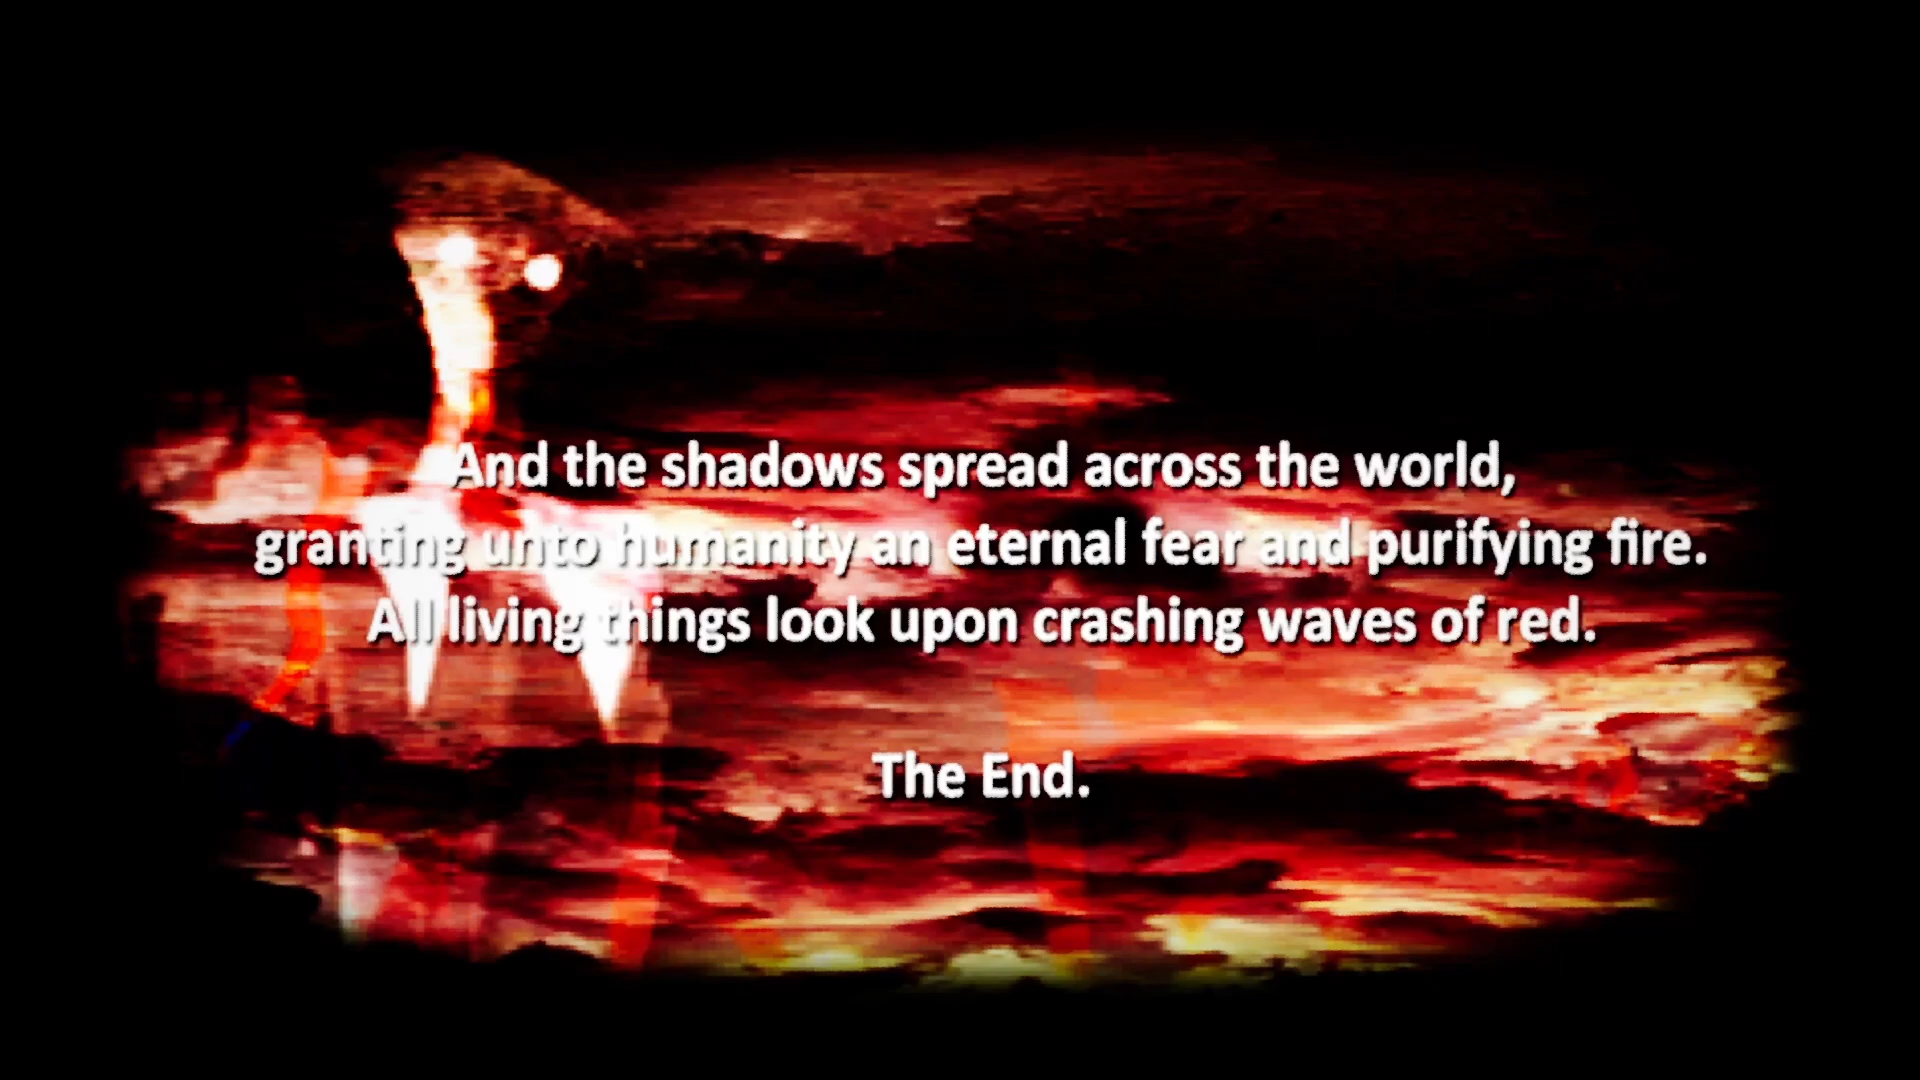 And the shadows spread across the world,
granting unto humanity an eternal fear and purifying fire.
All living things look upon crashing waves of red.
The End.